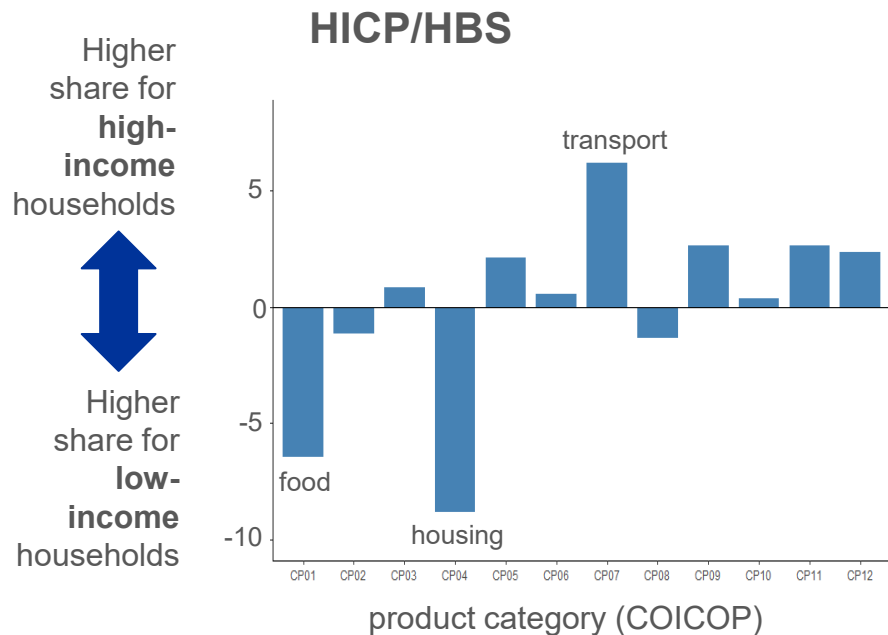 HICP/HBS
Higher
share for
high-
income
households
Higher
share for
low-
income
households
transport
5
0
-5
-10
food
housing
CP01 CP02 CP03 CP04 CP05 CP06 CP07 CP08 CP09 CP10 CP11 CP12
product category (COICOP)